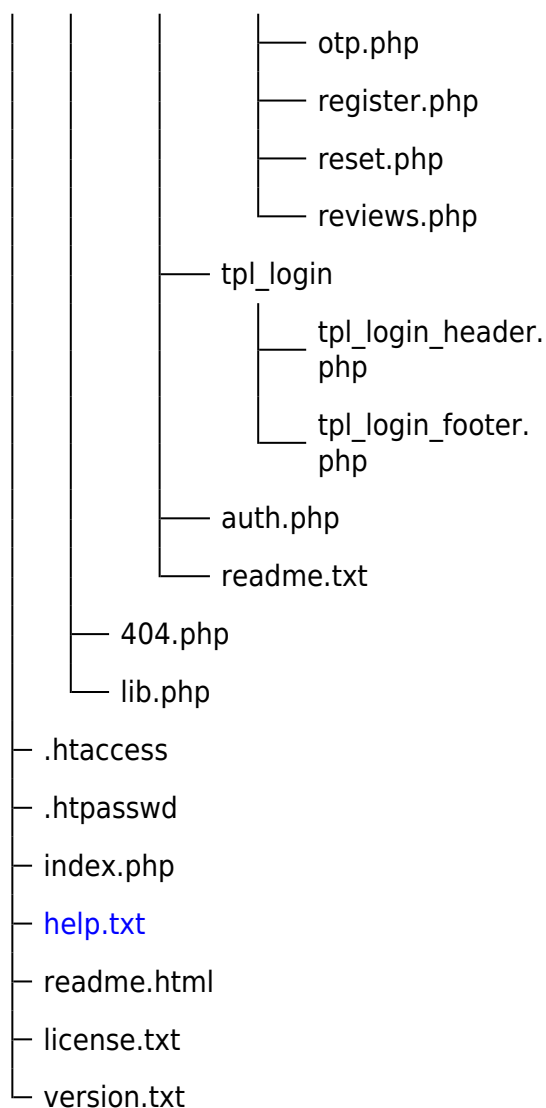 otp.php
register.php
reset.php
reviews.php
tpl_login
tpl_login_header.
php
tpl_login_footer.
php
auth.php
readme.txt
404.php
lib.php
.htaccess
.htpasswd
index.php
help.txt
readme.html
license.txt
version.txt